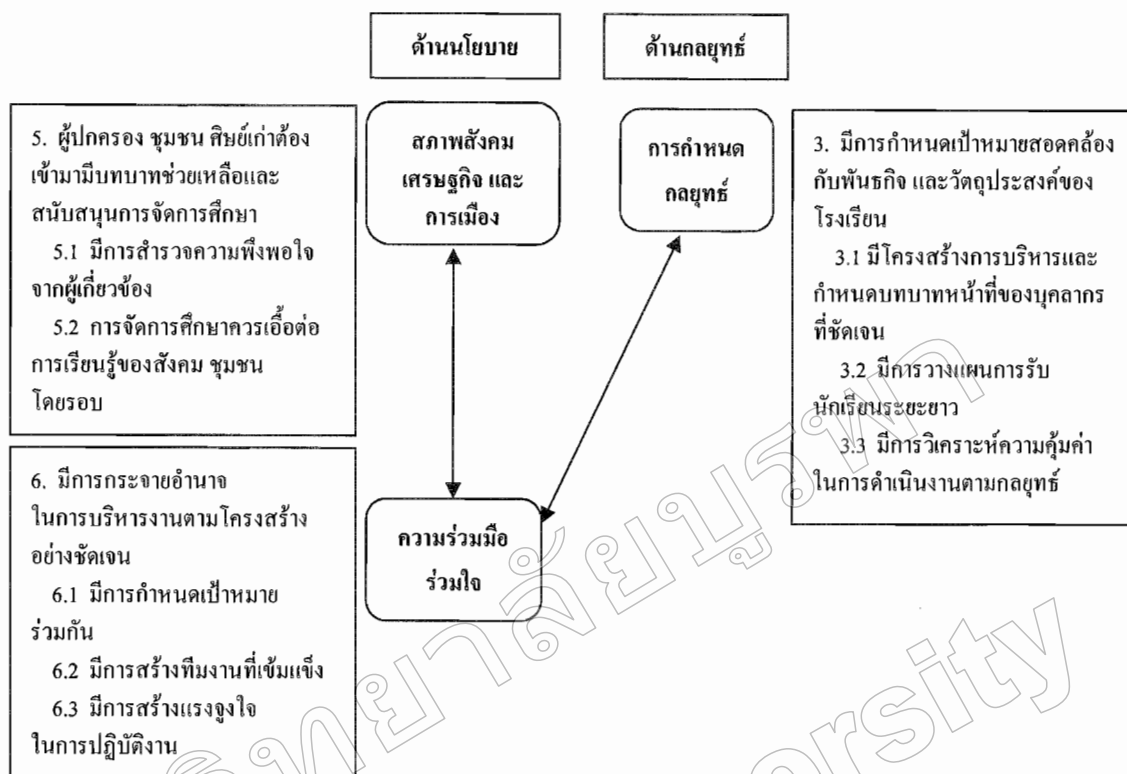 ด้านนโยบาย
ด้านกลยุทธ์
5. ผู้ปกครอง ชุมชน ศิษย์เก่าต้อง
เข้ามามีบทบาทช่วยเหลือและ
สนับสนุนการจัดการศึกษา
5.1 มีการสำรวจความพึงพอใจ
จากผู้เกี่ยวข้อง
5.2 การจัดการศึกษาควรเอื้อต่อ
การเรียนรู้ของสังคม ชุมชน
โดยรอบ
สภาพสังคม
เศรษฐกิจ และ
การเมือง
การกำหนด
กลยุทธ์
3. มีการกำหนดเป้าหมายสอดคล้อง
กับพันธกิจ และวัตถุประสงค์ของ
โรงเรียน
3.1 มีโครงสร้างการบริหารและ
กำหนดบทบาทหน้าที่ของบุคลากร
ที่ชัดเจน
3.2 มีการวางแผนการรับ
นักเรียนระยะยาว
3.3 มีการวิเคราะห์ความคุ้มค่า
ในการดำเนินงานตามกลยุทธ์
6. มีการกระจายอำนาจ
ในการบริหารงานตามโครงสร้าง
อย่างชัดเจน
6.1 มีการกำหนดเป้าหมาย
ร่วมกัน
6.2 มีการสร้างทีมงานที่เข้มแข็ง
6.3 มีการสร้างแรงจูงใจ
ในการปฏิบัติงาน
ความร่วมมือ
ร่วมใจ
วิทยาลัยบูรพา
ersity